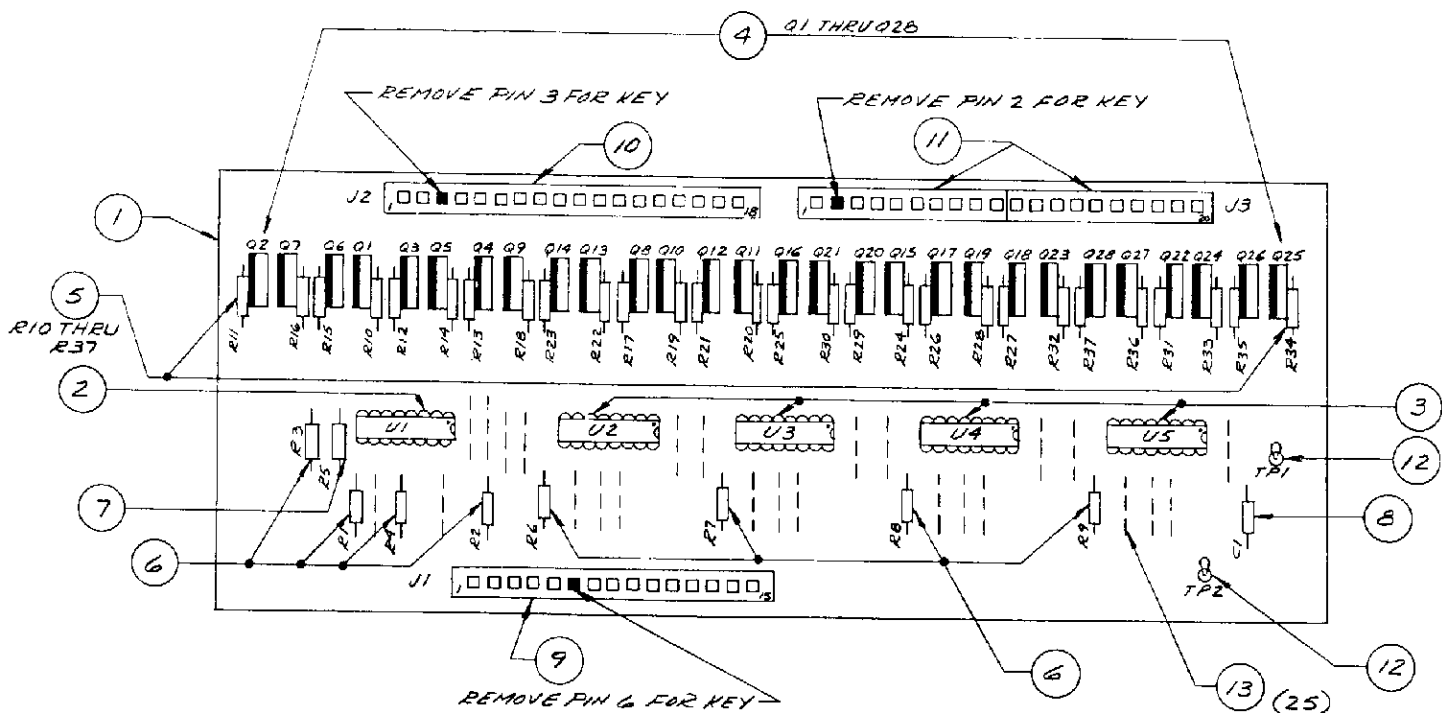 4 Q1 THRU Q28
REMOVE PIN 3 FOR KEY
REMOVE PIN 2 FOR KEY
10
11
J2 1 18
1 20 J3
1
Q2 Q7 Q6 Q1 Q3 Q5 Q4 Q9 Q14 Q13 Q8 Q10 Q12 Q11 Q16 Q21 Q20 Q15 Q17 Q19 Q18 Q23 Q28 Q27 Q22 Q24 Q26 Q25
5
R10 THRU
R37
R11 R16 R15 R10 R12 R14 R13 R18 R23 R22 R17 R19 R21 R20 R25 R30 R29 R24 R26 R28 R27 R32 R37 R36 R31 R33 R35 R34
2
3
U1 U2 U3 U4 U5
R3 R5
TP1 12
7
R1 R4 R2 R6 R7 R8 R9 C1 8
6
J1 1 15
TP2
9
6
12
13 (25)
REMOVE PIN 6 FOR KEY